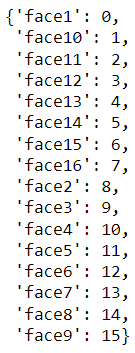 {'face1': 0,
'face10': 1,
'face11': 2,
'face12': 3,
'face13': 4,
'face14': 5,
'face15': 6,
'face16': 7,
'face2': 8,
'face3': 9,
'face4': 10,
'face5': 11,
'face6': 12,
'face7': 13,
'face8': 14,
'face9': 15}